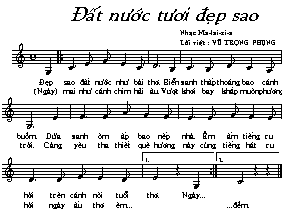 Đất nước tươi đẹp sao
Nhạc Ma-lai-xi-a
Lời việt : VŨ TRỌNG PHỤNG
Đẹp sao đất nước như bài thơ Biển xanh thấp thoáng bao cánh
(Ngày) mai như cánh chim hải âu Vượt khơi bay khắp muôn phương
buồm. Dừa xanh ôm ấp bao nếp nhà. Ấm êm tiếng ru
trời. Càng yêu tha thiết quê hương này cùng tiếng hát ru
1. 2.
hời trên cánh nôi tuổi thơ Ngày... ...
hời ngày ấu thơ êm... ...đềm.